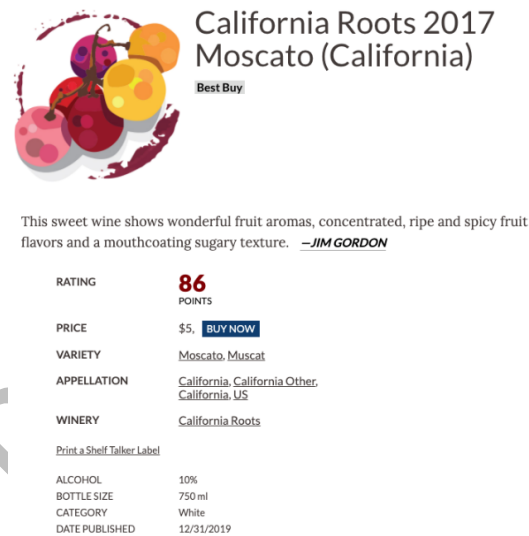 California Roots 2017
Moscato (California)
Best Buy
This sweet wine shows wonderful fruit aromas, concentrated, ripe and spicy fruit
flavors and a mouthcoating sugary texture. —JIM GORDON
RATING 86
POINTS
PRICE $5, BUY NOW
VARIETY Moscato, Muscat
APPELLATION California, California Other,
California, US
WINERY California Roots
Print a Shelf Talker Label
ALCOHOL 10%
BOTTLE SIZE 750 ml
CATEGORY White
DATE PUBLISHED 12/31/2019